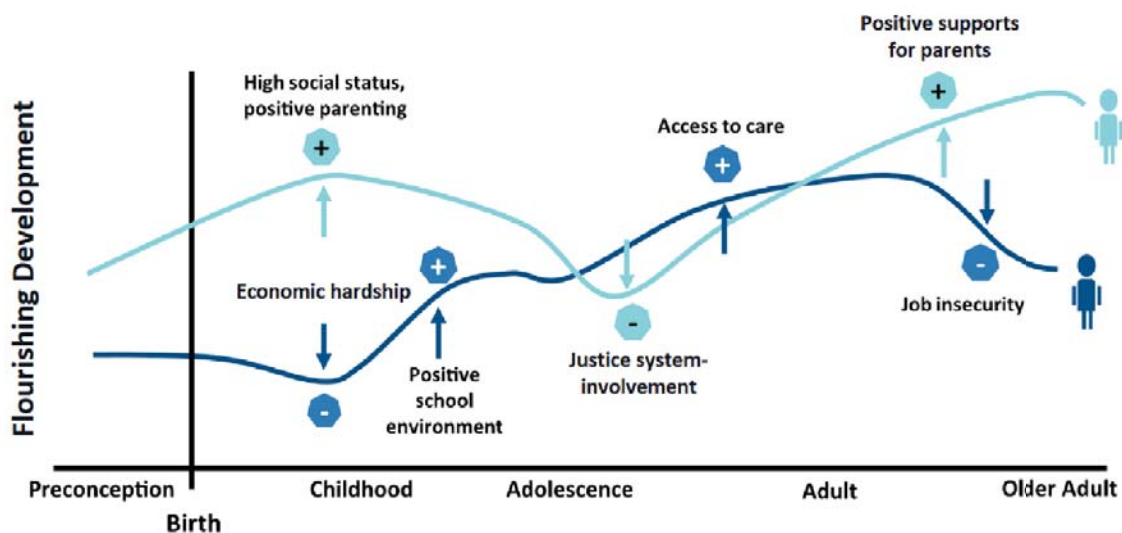 Positive supports
for parents
High social status,
positive parenting
+
+
Access to care
+
Flourishing Development
+
Economic hardship
-
Job insecurity
-
Justice system-
involvement
Positive
school
environment
-
Preconception
Childhood
Adolescence
Adult
Older Adult
Birth